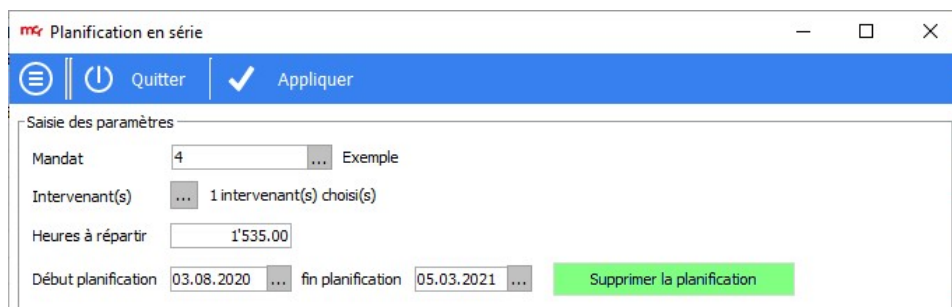 mcr Planification en série
Quitter Appliquer
Saisie des paramètres
Mandat 4 ... Exemple
Intervenant(s) ... 1 intervenant(s) choisi(s)
Heures à répartir 1'535.00
Début planification 03.08.2020 ... fin planification 05.03.2021 ... Supprimer la planification